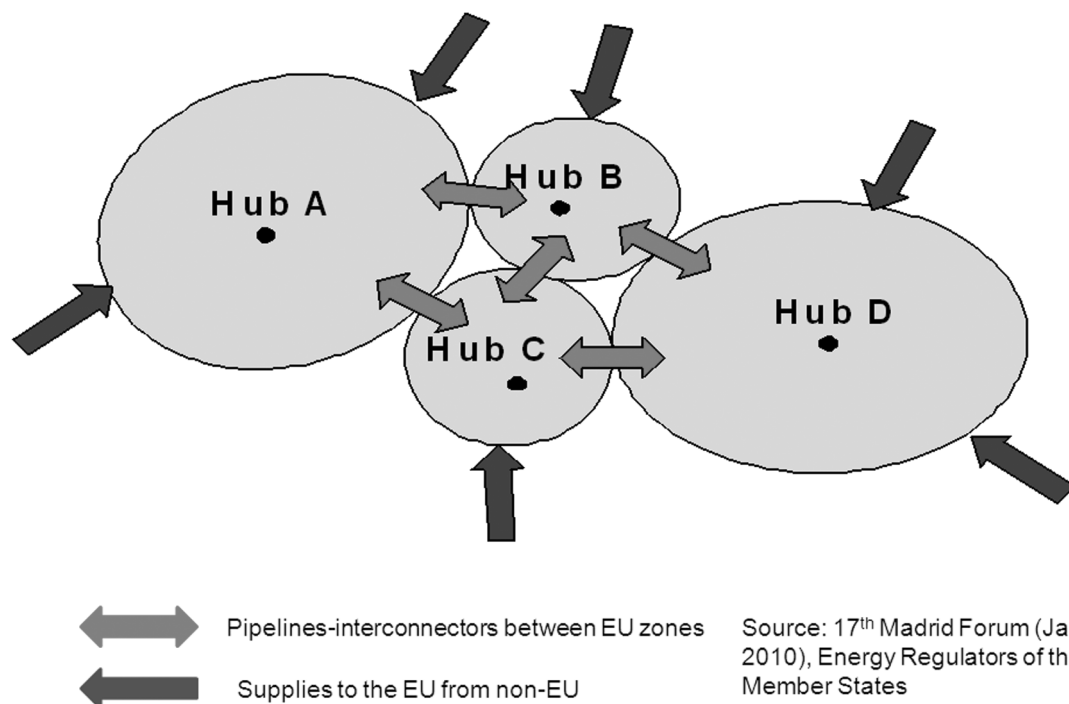 Hub A
Hub B
Hub C
Hub D
Pipelines-interconnectors between EU zones
Supplies to the EU from non-EU
Source: 17th Madrid Forum
2010), Energy Regulators of
Member States